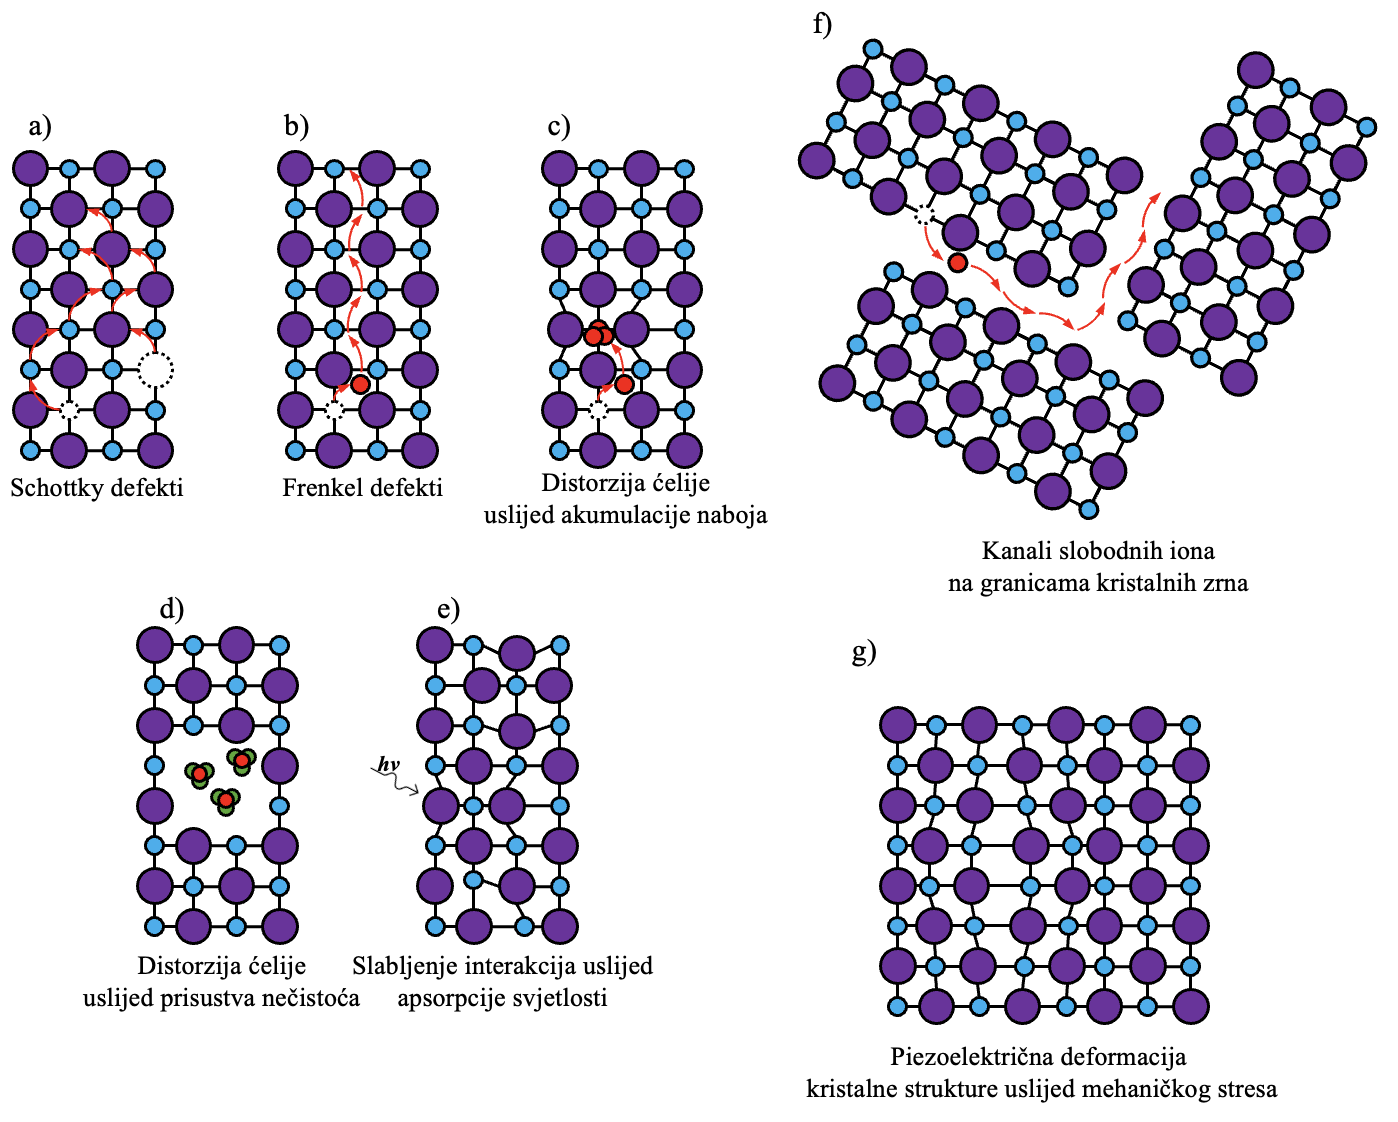 a)
Schottky defekti
b)
Frenkel defekti
c)
Distorzija ćelije
uslijed akumulacije naboja
f)
Kanali slobodnih iona
na granicama kristalnih zrna
d)
Distorzija ćelije
uslijed prisustva nečistoća
e)
hν
Slabljenje interakcija uslijed
apsorpcije svjetlosti
g)
Piezoelektrična deformacija
kristalne strukture uslijed mehaničkog stresa